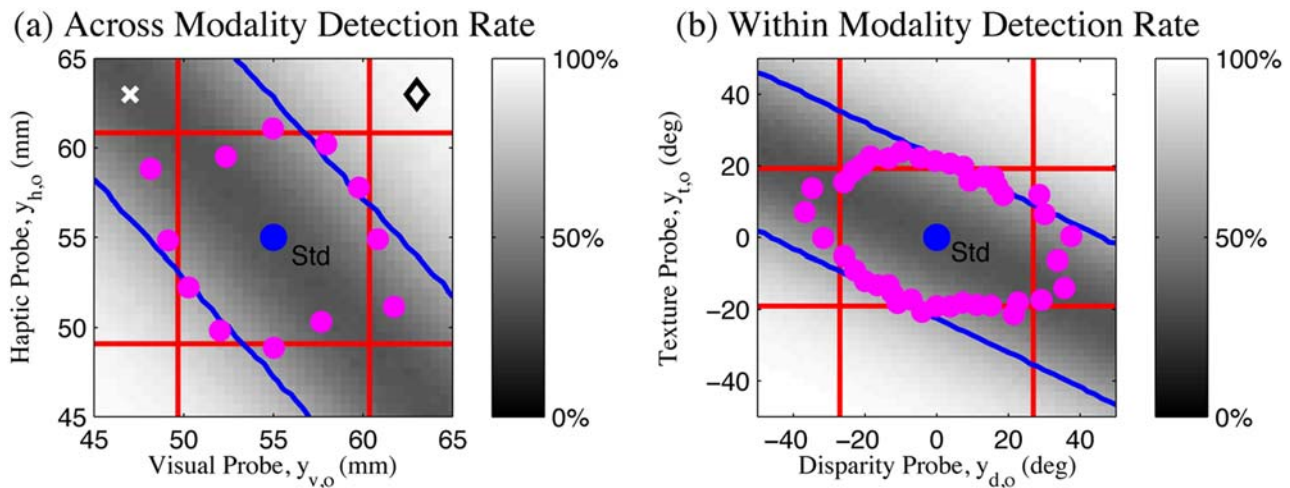 (a) Across Modality Detection Rate
65
60
55
50
45
Haptic Probe, y_h,o (mm)
Std
45 50 55 60 65
Visual Probe, y_v,o (mm)
100%
50%
0%
(b) Within Modality Detection Rate
40
20
0
−20
−40
Texture Probe, y_t,o (deg)
Std
−40 −20 0 20 40
Disparity Probe, y_d,o (deg)
100%
50%
0%